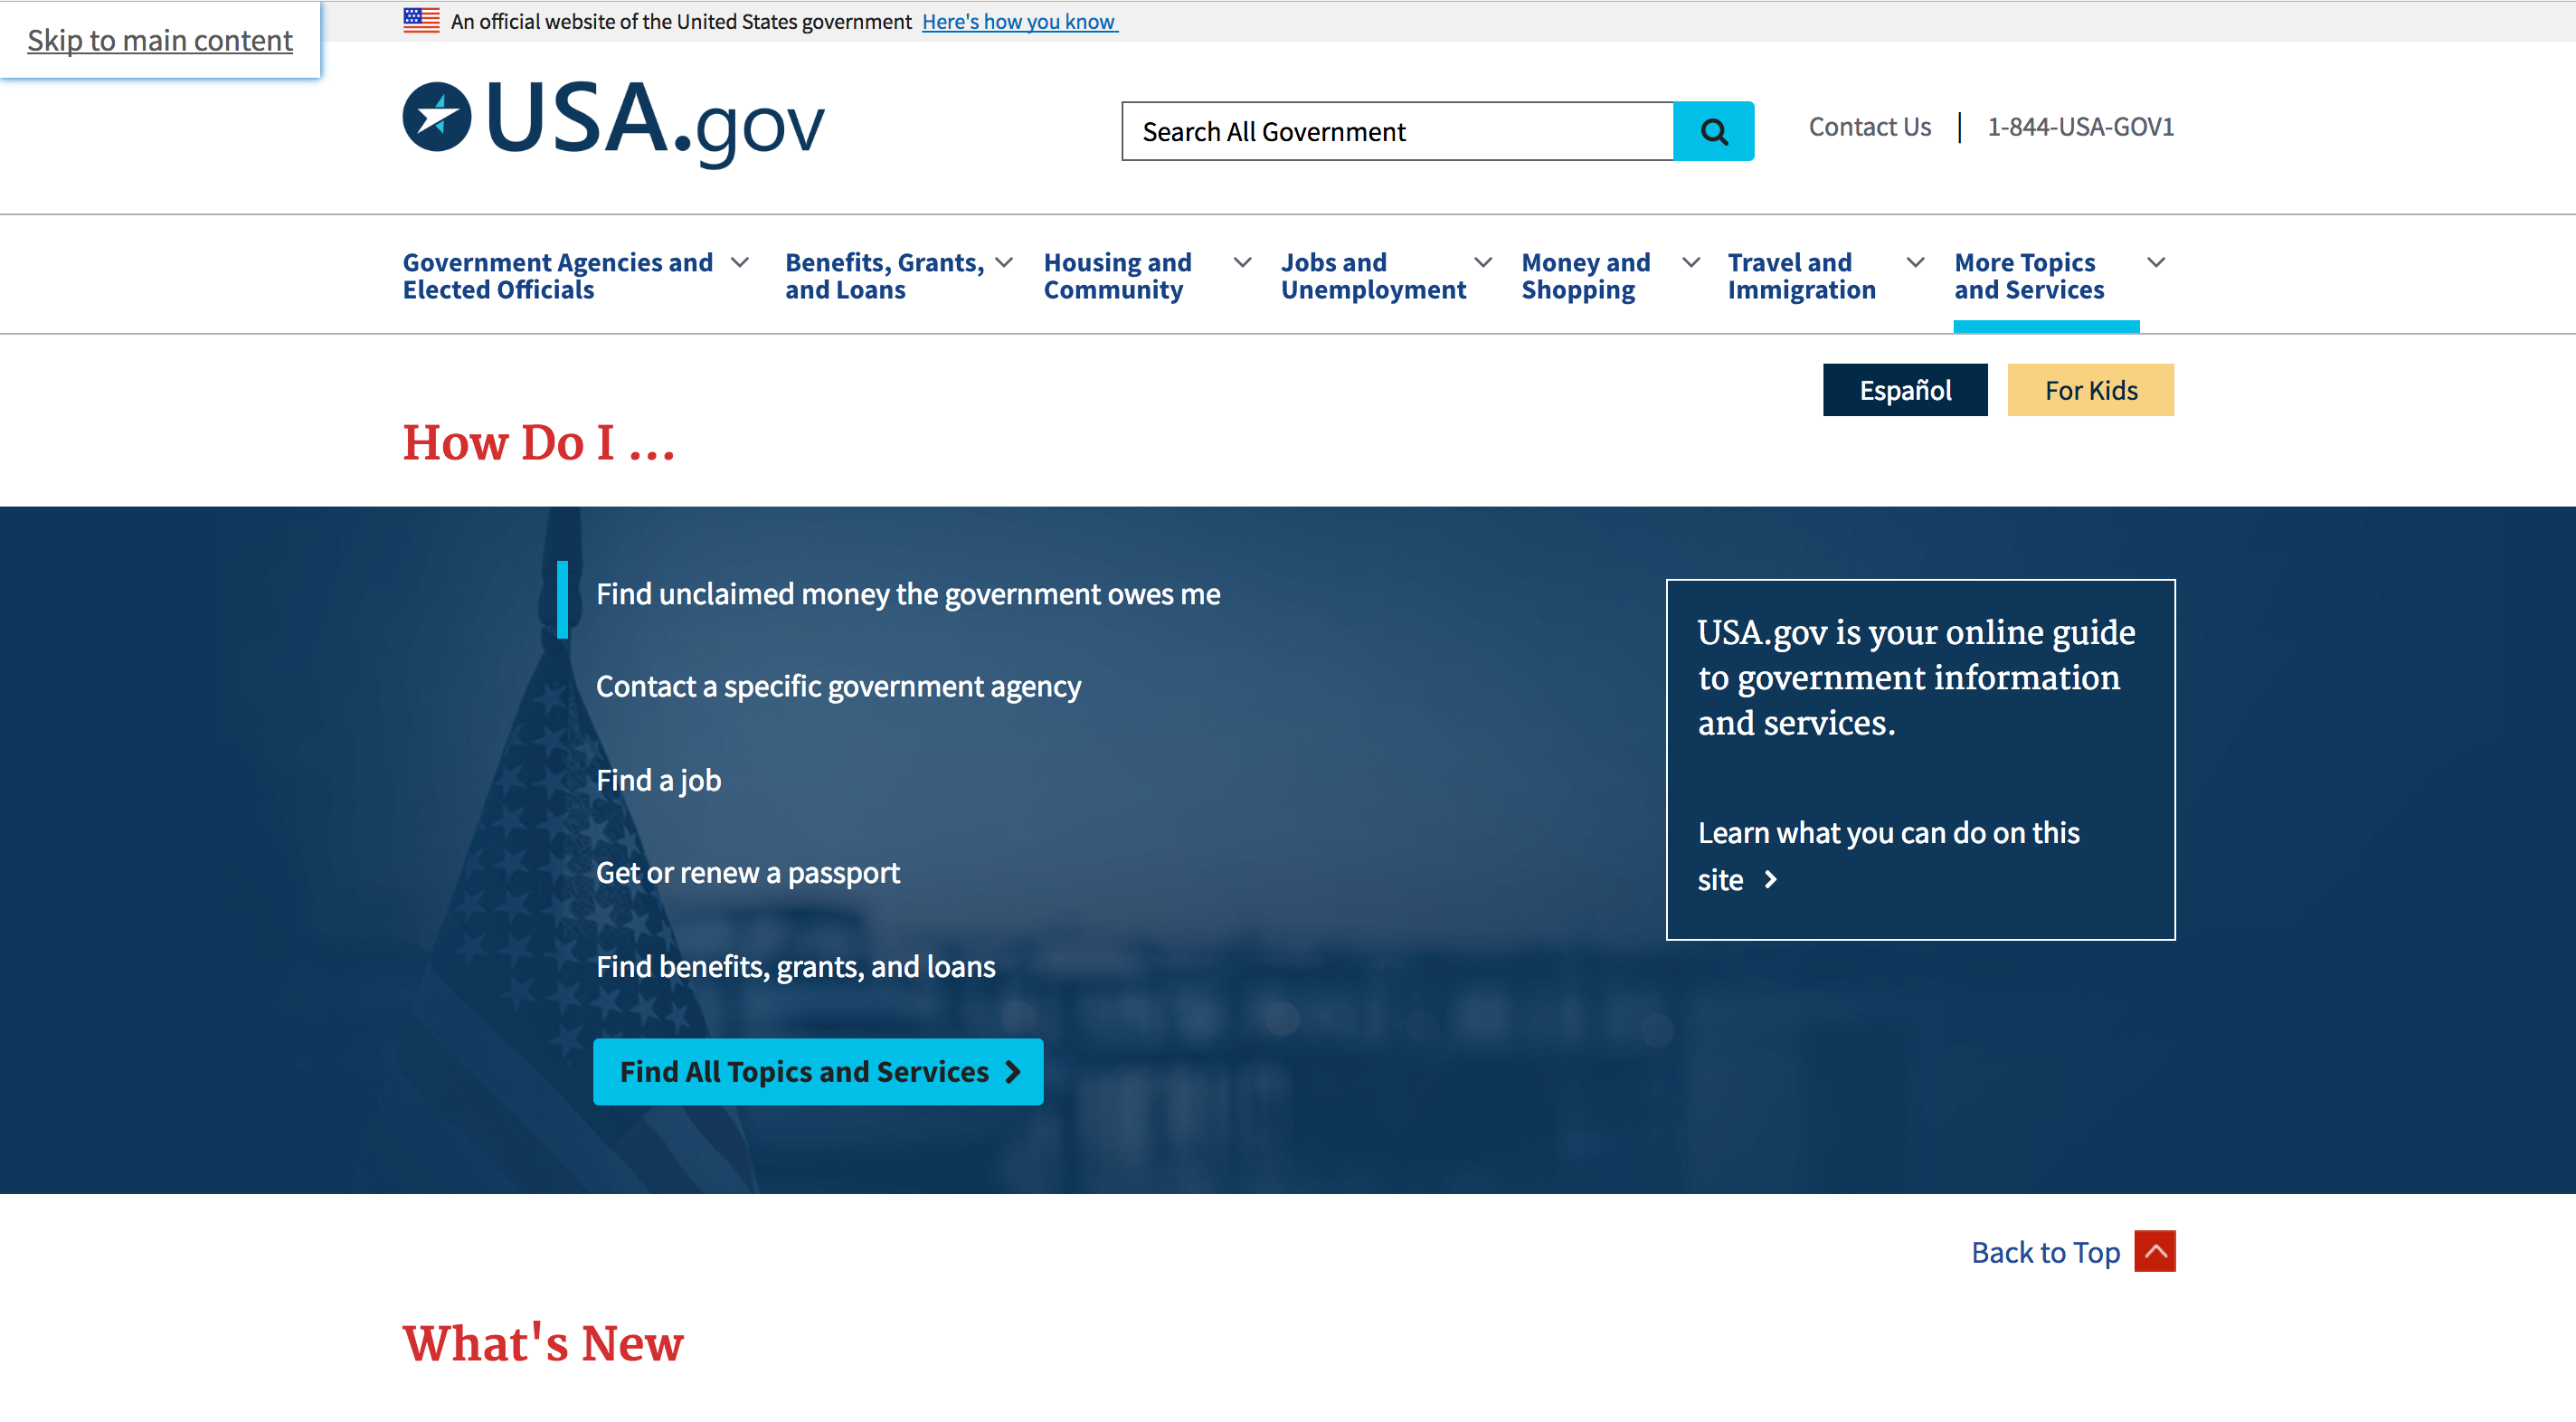 Skip to main content
An official website of the United States government Here's how you know
USA.gov
Search All Government
Contact Us | 1-844-USA-GOV1
Government Agencies and
Elected Officials
Benefits, Grants,
and Loans
Housing and
Community
Jobs and
Unemployment
Money and
Shopping
Travel and
Immigration
More Topics
and Services
Español
For Kids
How Do I ...
Find unclaimed money the government owes me
Contact a specific government agency
Find a job
Get or renew a passport
Find benefits, grants, and loans
Find All Topics and Services
USA.gov is your online guide
to government information
and services.
Learn what you can do on this
site
Back to Top
What's New